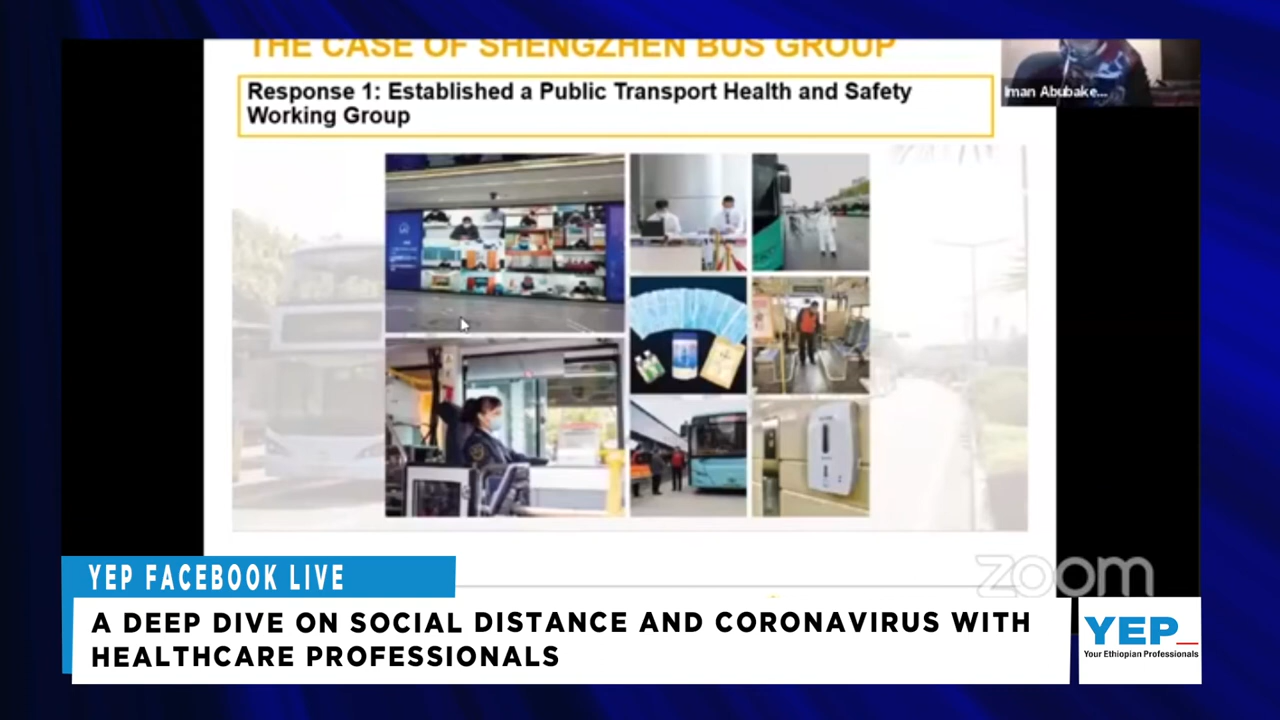 THE CASE OF SHENGZHEN BUS GROUP
Response 1: Established a Public Transport Health and Safety
Working Group
Iman Abubake...
zoom
YEP FACEBOOK LIVE
A DEEP DIVE ON SOCIAL DISTANCE AND CORONAVIRUS WITH
HEALTHCARE PROFESSIONALS
YEP_
Your Ethiopian Professionals